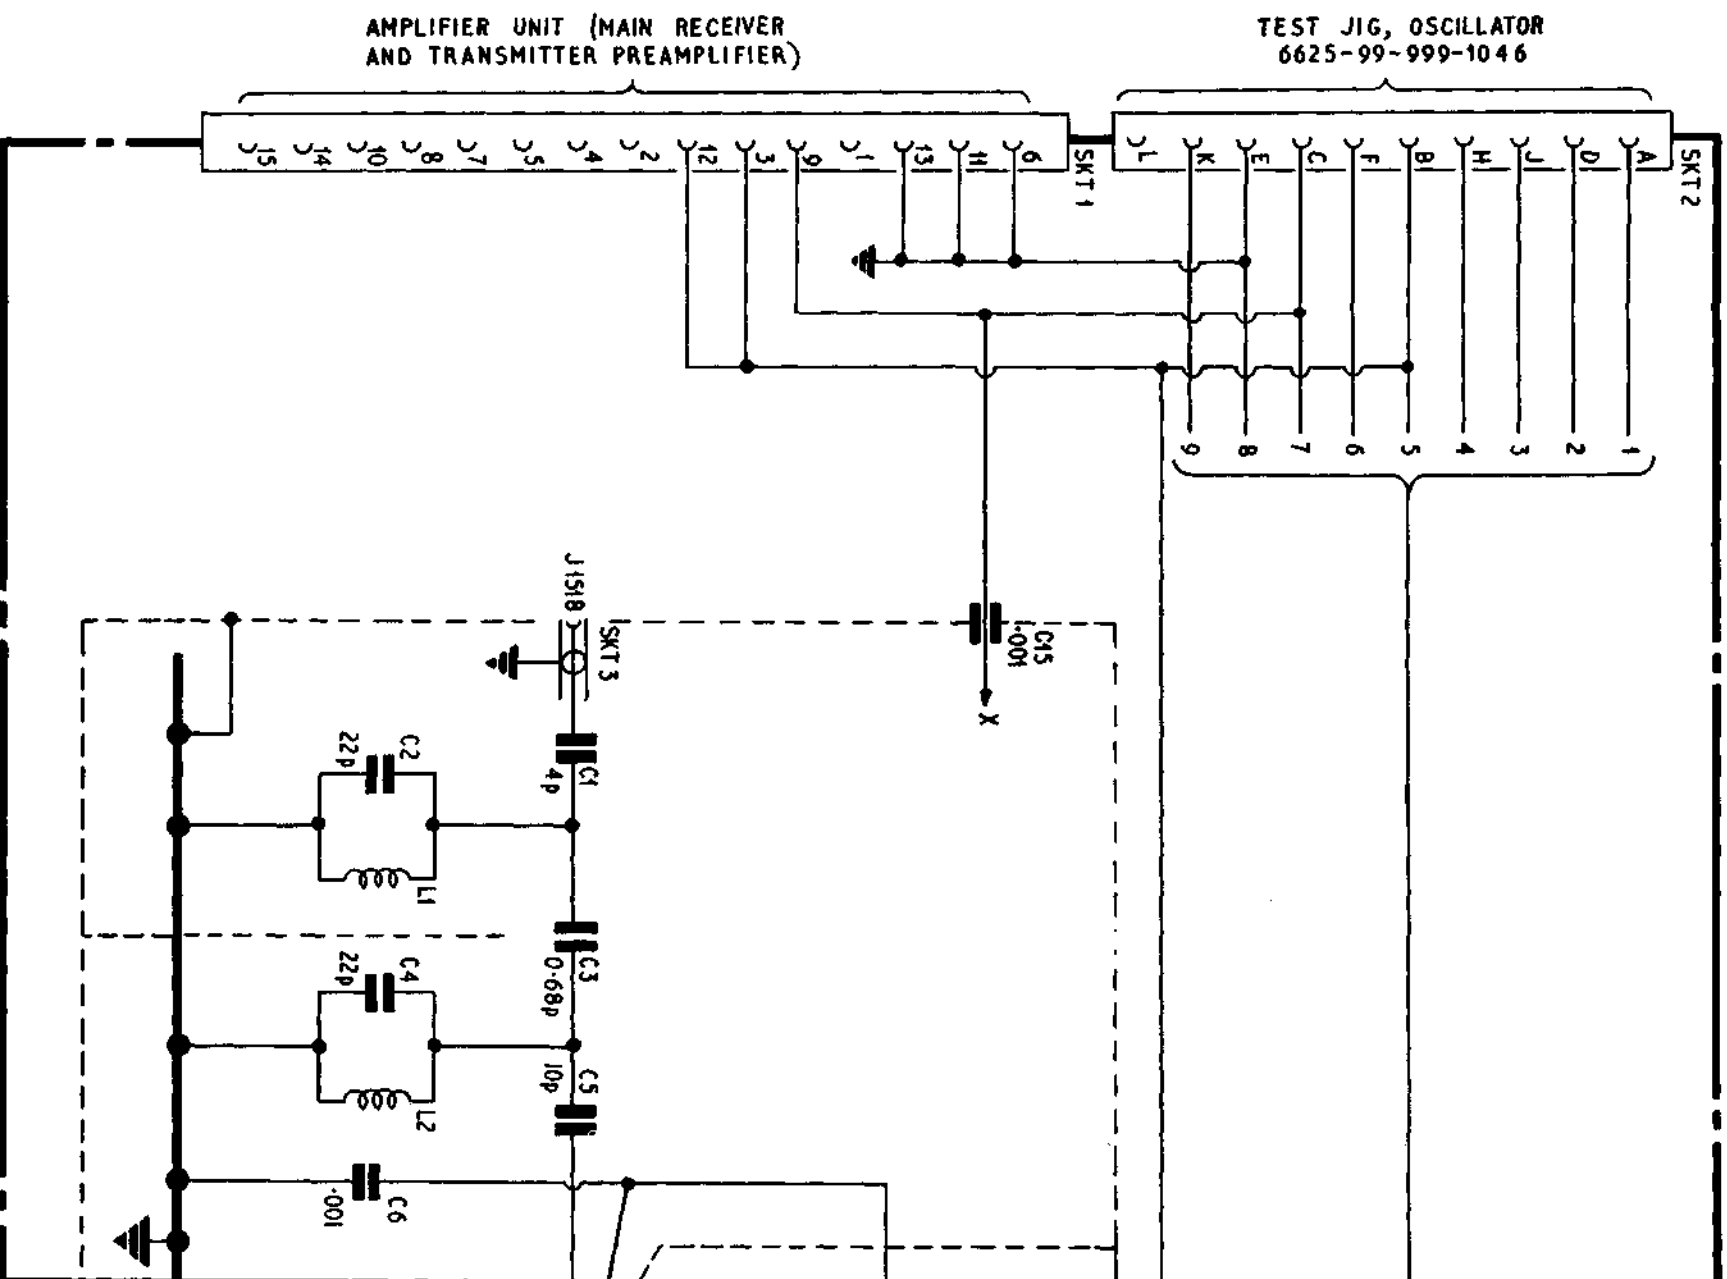 AMPLIFIER UNIT (MAIN RECEIVER
AND TRANSMITTER PREAMPLIFIER)
TEST JIG, OSCILLATOR
6625-99-999-1046
15 14 10 8 7 5 4 2 12 3 9 1 13 11 6
SKT 1
L K E C F B H J D A
SKT 2
9 8 7 6 5 4 3 2 1
J1518
SKT 3
C15
·001
X
C1
4p
C2
22p
L1
C3
0·68p
C4
22p
L2
C5
10p
C6
·001